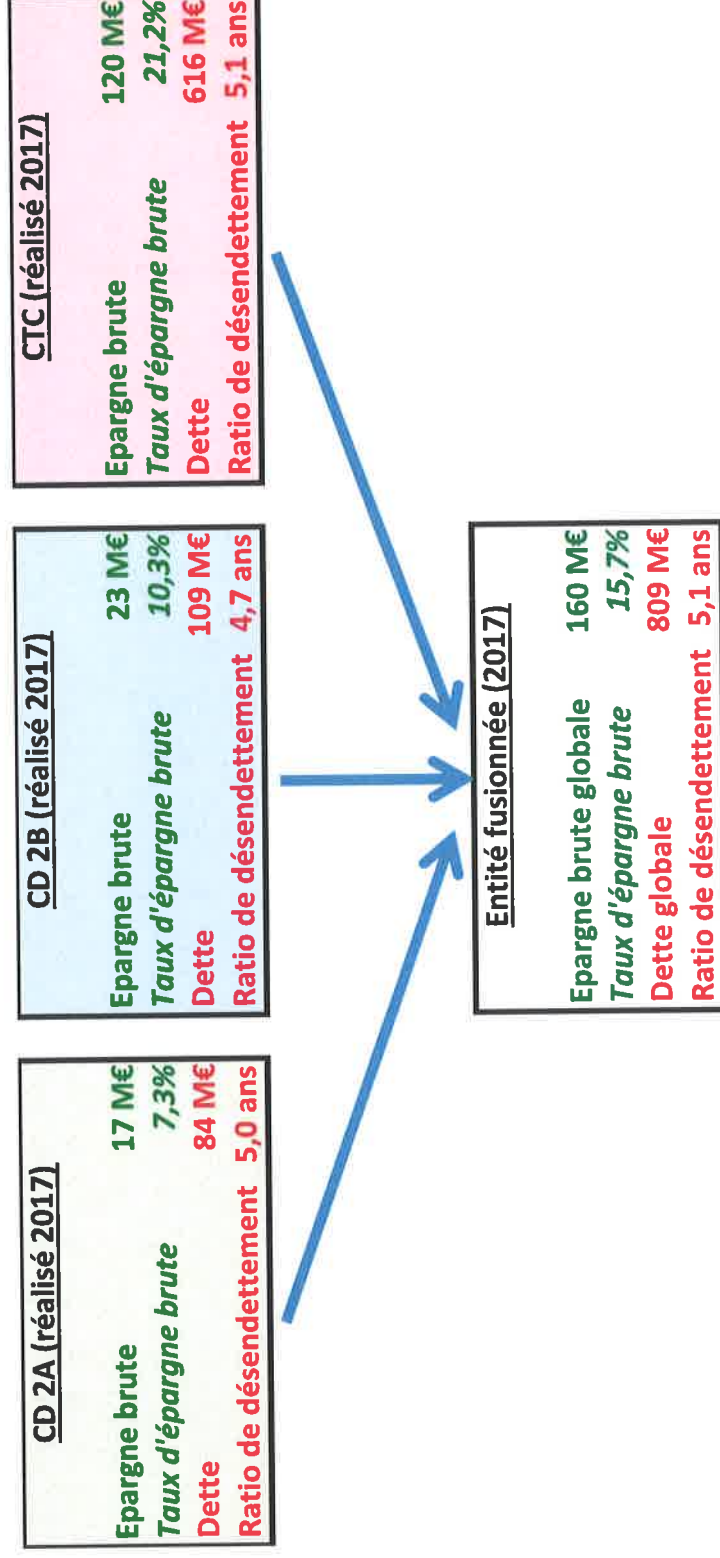 CD 2A (réalisé 2017)
Epargne brute 17 M€
Taux d'épargne brute 7,3%
Dette 84 M€
Ratio de désendettement 5,0 ans
CD 2B (réalisé 2017)
Epargne brute 23 M€
Taux d'épargne brute 10,3%
Dette 109 M€
Ratio de désendettement 4,7 ans
CTC (réalisé 2017)
Epargne brute 120 M€
Taux d'épargne brute 21,2%
Dette 616 M€
Ratio de désendettement 5,1 ans
Entité fusionnée (2017)
Epargne brute globale 160 M€
Taux d'épargne brute 15,7%
Dette globale 809 M€
Ratio de désendettement 5,1 ans